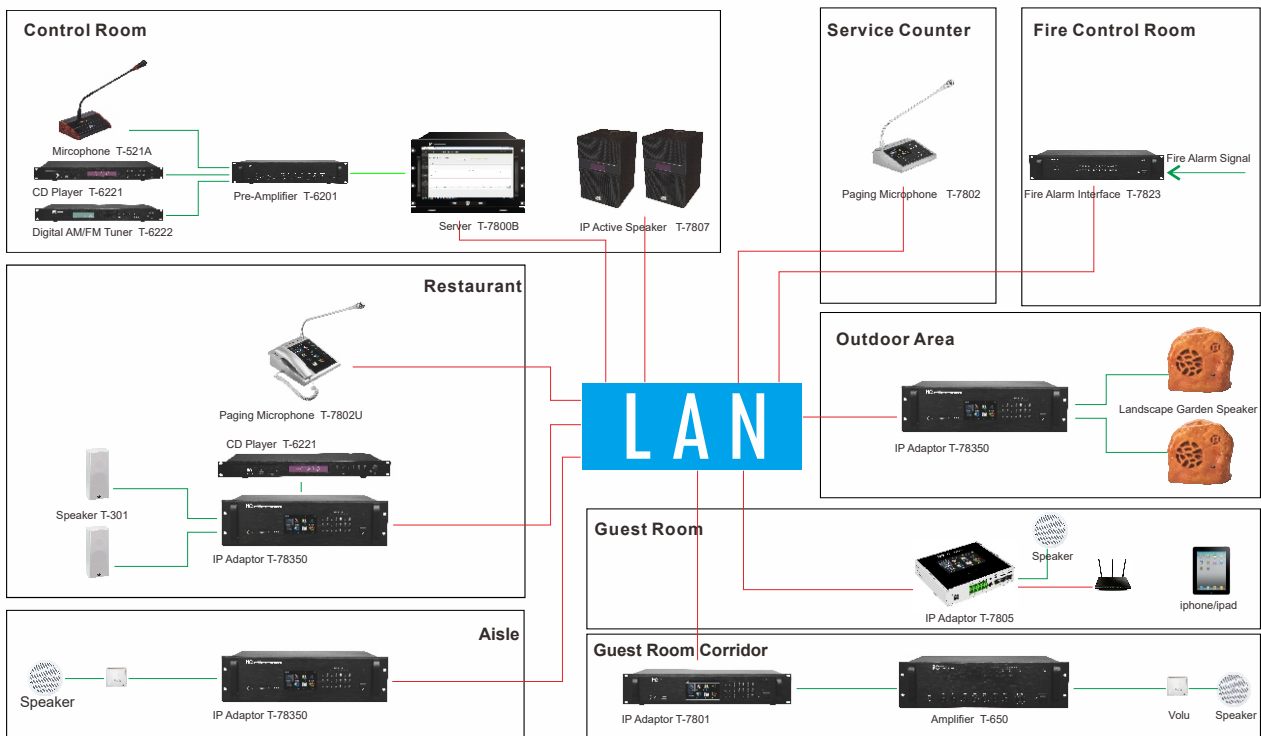 Control Room
Mircophone T-521A
CD Player T-6221
Digital AM/FM Tuner T-6222
Pre-Amplifier T-6201
Server T-7800B
IP Active Speaker T-7807
Service Counter
Paging Microphone T-7802
Fire Control Room
Fire Alarm Signal
Fire Alarm Interface T-7823
Restaurant
Paging Microphone T-7802U
CD Player T-6221
Speaker T-301
IP Adaptor T-78350
LAN
Outdoor Area
IP Adaptor T-78350
Landscape Garden Speaker
Guest Room
Speaker
IP Adaptor T-7805
iphone/ipad
Aisle
Speaker
IP Adaptor T-78350
Guest Room Corridor
IP Adaptor T-7801
Amplifier T-650
Volu
Speaker